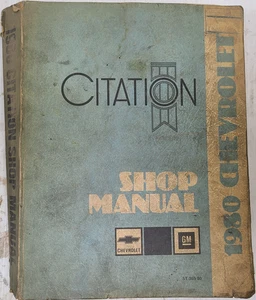 CITATION
SHOP
MANUAL
CHEVROLET
GM
1980 CHEVROLET